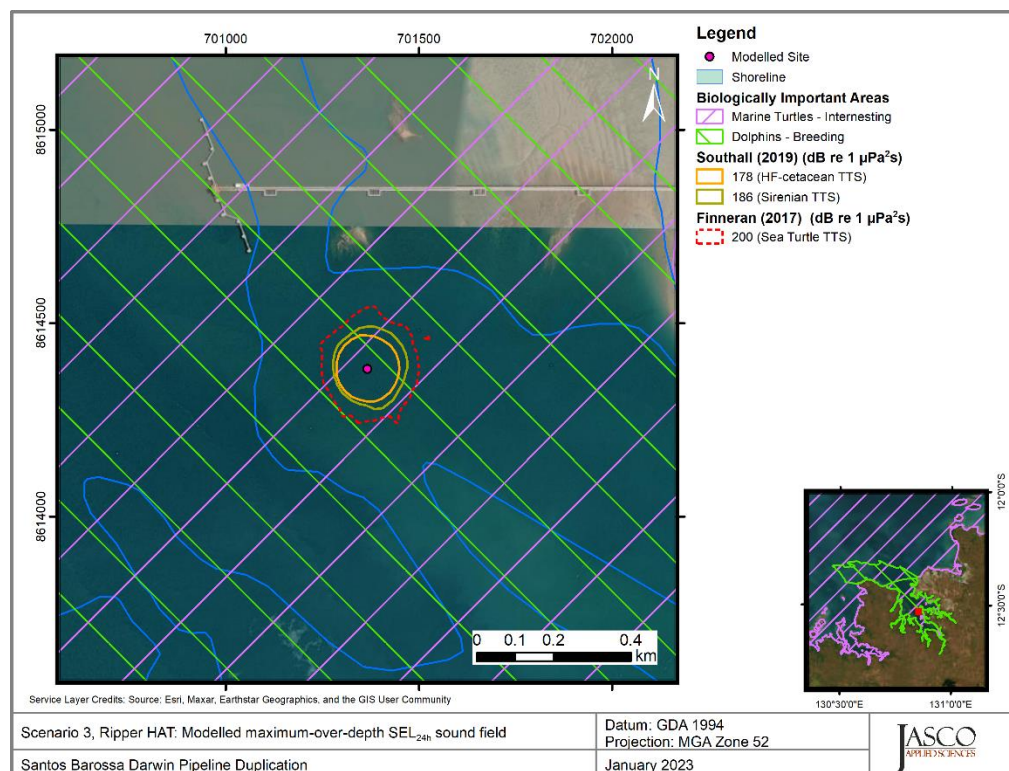 701000 701500 702000
8615000
8614500
8614000
N
Legend
Modelled Site
Shoreline
Biologically Important Areas
Marine Turtles - Internesting
Dolphins - Breeding
Southall (2019) (dB re 1 µPa²s)
178 (HF-cetacean TTS)
186 (Sirenian TTS)
Finneran (2017) (dB re 1 µPa²s)
200 (Sea Turtle TTS)
0 0.1 0.2 0.4
km
12°0'S
12°30'S
130°30'0"E 131°0'0"E
Service Layer Credits: Source: Esri, Maxar, Earthstar Geographics, and the GIS User Community
Scenario 3, Ripper HAT: Modelled maximum-over-depth SEL24h sound field
Santos Barossa Darwin Pipeline Duplication
Datum: GDA 1994
Projection: MGA Zone 52
January 2023
JASCO
APPLIED SCIENCES